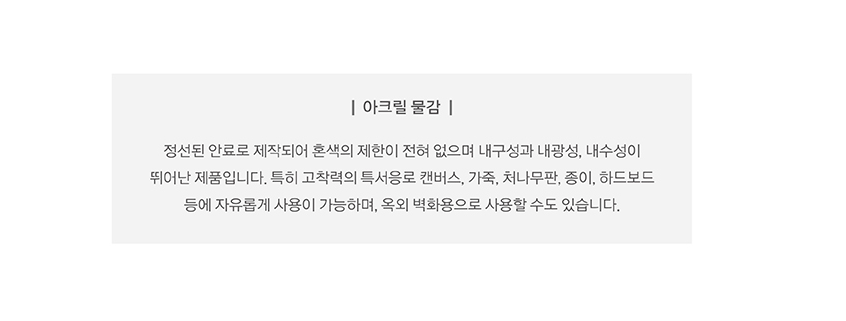 | 아크릴 물감 |
정선된 안료로 제작되어 혼색의 제한이 전혀 없으며 내구성과 내광성, 내수성이
뛰어난 제품입니다. 특히 고착력의 특서응로 캔버스, 가죽, 처나무판, 종이, 하드보드
등에 자유롭게 사용이 가능하며, 옥외 벽화용으로 사용할 수도 있습니다.